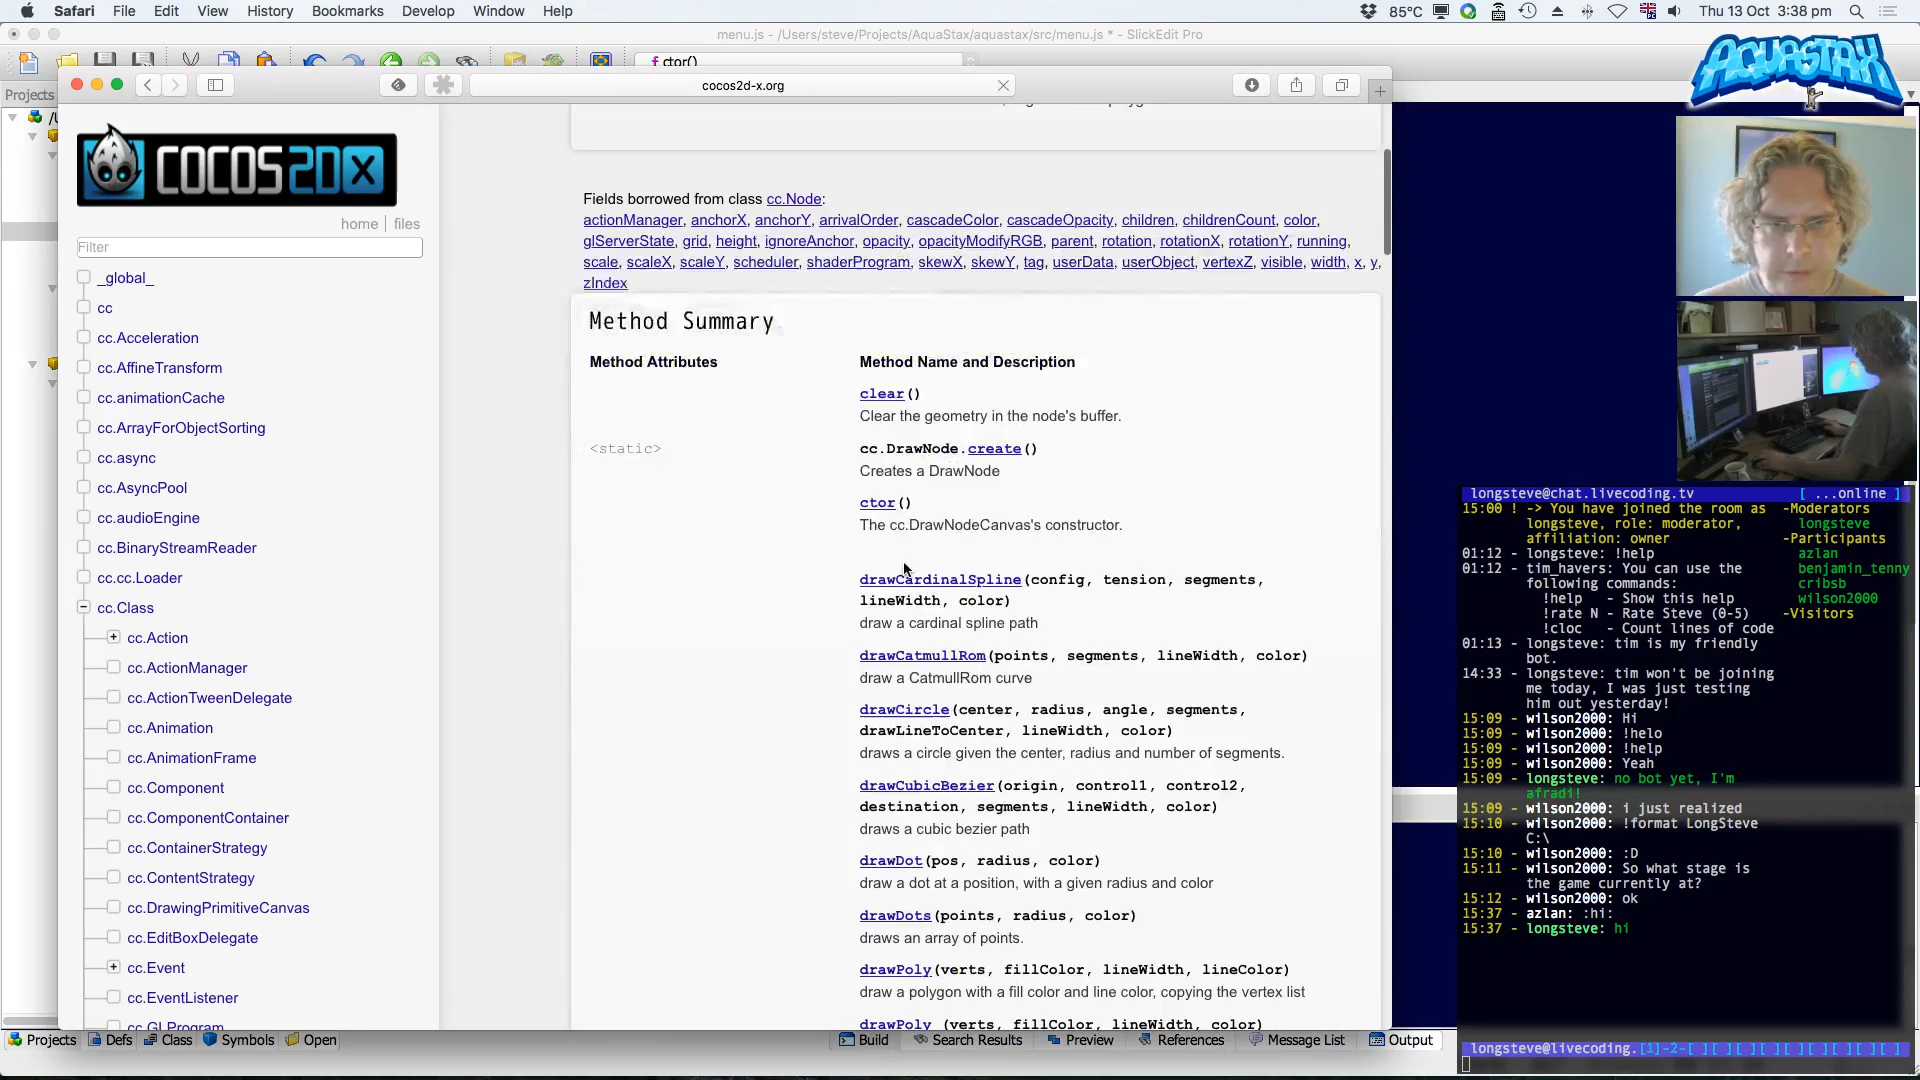 Safari File Edit View History Bookmarks Develop Window Help
85°C Thu 13 Oct 3:38 pm
menu.js - /Users/steve/Projects/AquaStax/aquastax/src/menu.js * - SlickEdit Pro
ctor()
AQUASTAX
Projects
cocos2d-x.org
COCOS2DX
home files
Filter
_global_
cc
cc.Acceleration
cc.AffineTransform
cc.animationCache
cc.ArrayForObjectSorting
cc.async
cc.AsyncPool
cc.audioEngine
cc.BinaryStreamReader
cc.cc.Loader
cc.Class
cc.Action
cc.ActionManager
cc.ActionTweenDelegate
cc.Animation
cc.AnimationFrame
cc.Component
cc.ComponentContainer
cc.ContainerStrategy
cc.ContentStrategy
cc.DrawingPrimitiveCanvas
cc.EditBoxDelegate
cc.Event
cc.EventListener
cc.GLProgram
Fields borrowed from class cc.Node:
actionManager, anchorX, anchorY, arrivalOrder, cascadeColor, cascadeOpacity, children, childrenCount, color,
glServerState, grid, height, ignoreAnchor, opacity, opacityModifyRGB, parent, rotation, rotationX, rotationY, running,
scale, scaleX, scaleY, scheduler, shaderProgram, skewX, skewY, tag, userData, userObject, vertexZ, visible, width, x, y,
zIndex
Method Summary
Method Attributes Method Name and Description
clear()
Clear the geometry in the node's buffer.
<static> cc.DrawNode.create()
Creates a DrawNode
ctor()
The cc.DrawNodeCanvas's constructor.
drawCardinalSpline(config, tension, segments,
lineWidth, color)
draw a cardinal spline path
drawCatmullRom(points, segments, lineWidth, color)
draw a CatmullRom curve
drawCircle(center, radius, angle, segments,
drawLineToCenter, lineWidth, color)
draws a circle given the center, radius and number of segments.
drawCubicBezier(origin, control1, control2,
destination, segments, lineWidth, color)
draws a cubic bezier path
drawDot(pos, radius, color)
draw a dot at a position, with a given radius and color
drawDots(points, radius, color)
draws an array of points.
drawPoly(verts, fillColor, lineWidth, lineColor)
draw a polygon with a fill color and line color, copying the vertex list
drawPoly_(verts, fillColor, lineWidth, color)
longsteve@chat.livecoding.tv [ ...online ]
15:00 ! -> You have joined the room as -Moderators
longsteve, role: moderator, longsteve
affiliation: owner -Participants
01:12 - longsteve: !help azlan
01:12 - tim_havers: You can use the benjamin_tenny
following commands: cribsb
!help - Show this help wilson2000
!rate N - Rate Steve (0-5) -Visitors
!cloc - Count lines of code
01:13 - longsteve: tim is my friendly
bot.
14:33 - longsteve: tim won't be joining
me today, I was just testing
him out yesterday!
15:09 - wilson2000: Hi
15:09 - wilson2000: !helo
15:09 - wilson2000: !help
15:09 - wilson2000: Yeah
15:09 - longsteve: no bot yet, I'm
afradi!
15:09 - wilson2000: i just realized
15:10 - wilson2000: !format LongSteve
C:\
15:10 - wilson2000: :D
15:11 - wilson2000: So what stage is
the game currently at?
15:12 - wilson2000: ok
15:37 - azlan: :hi:
15:37 - longsteve: hi
longsteve@livecoding.[1]-2-[ ][ ][ ][ ][ ][ ][ ][ ][ ][ ]
Projects Defs Class Symbols Open Build Search Results Preview References Message List Output